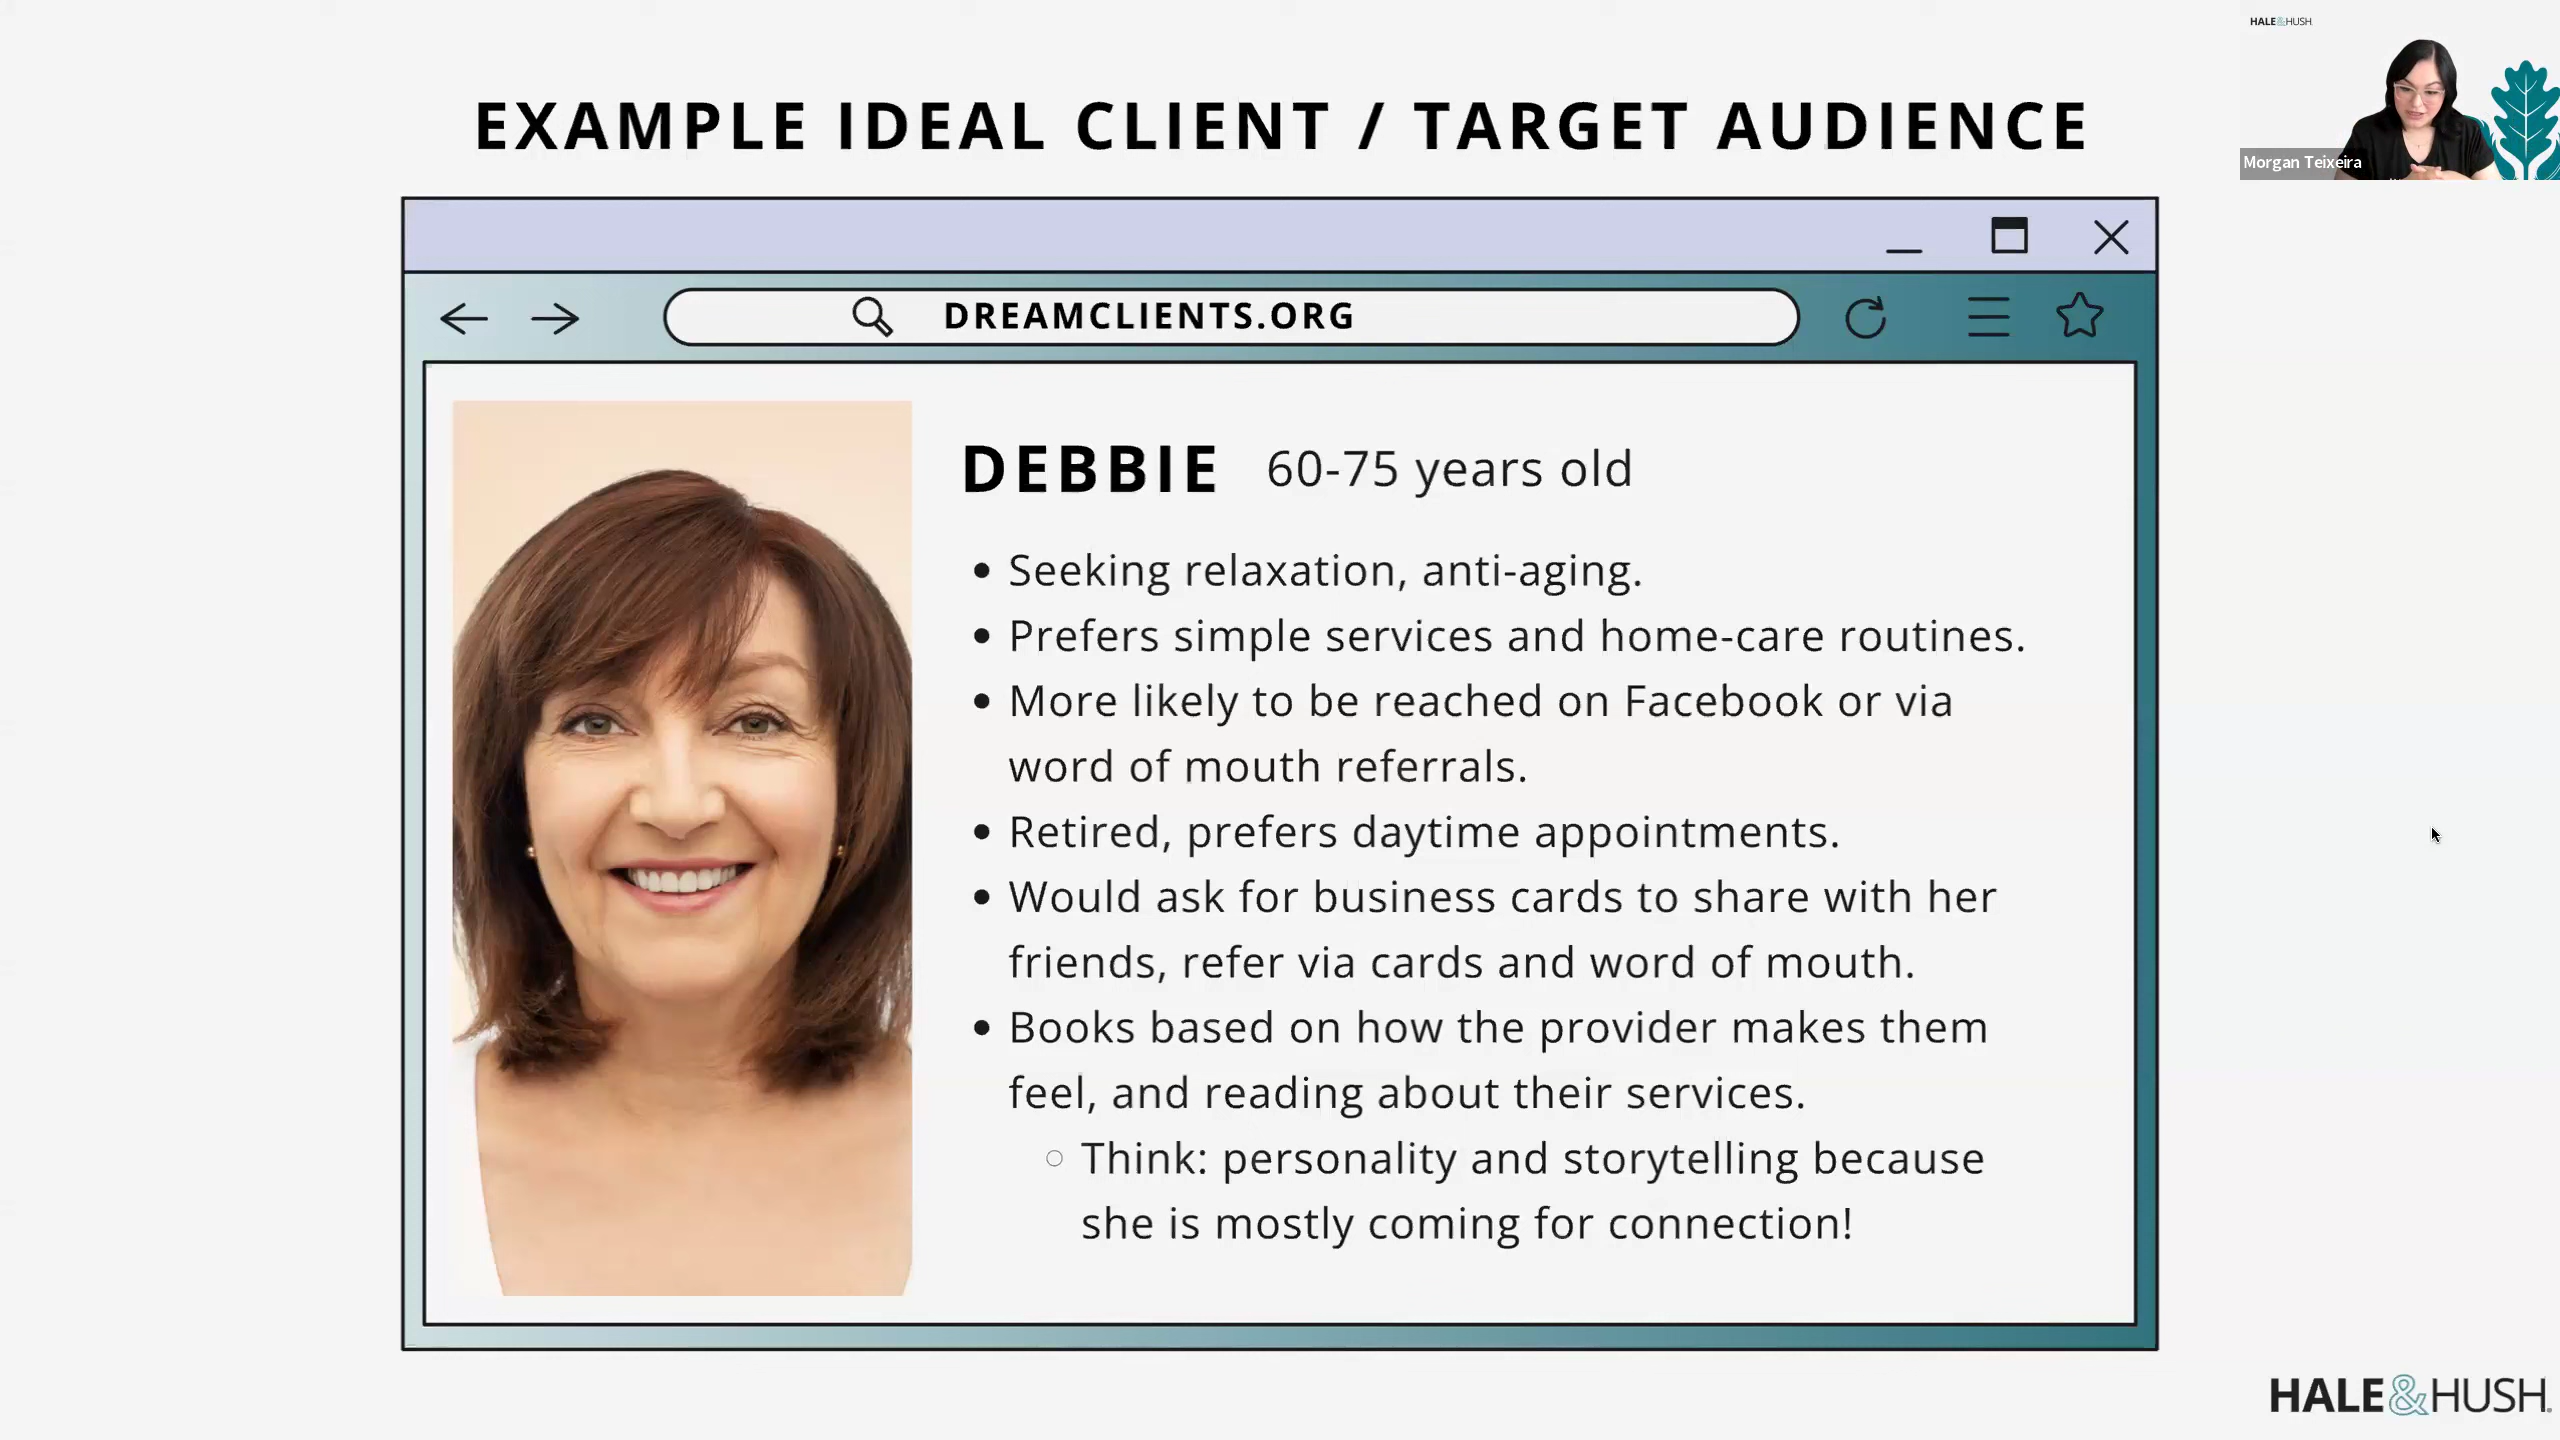 HALE&HUSH
EXAMPLE IDEAL CLIENT / TARGET AUDIENCE
Morgan Teixeira
DREAMCLIENTS.ORG
DEBBIE 60-75 years old
• Seeking relaxation, anti-aging.
• Prefers simple services and home-care routines.
• More likely to be reached on Facebook or via
word of mouth referrals.
• Retired, prefers daytime appointments.
• Would ask for business cards to share with her
friends, refer via cards and word of mouth.
• Books based on how the provider makes them
feel, and reading about their services.
○ Think: personality and storytelling because
she is mostly coming for connection!
HALE&HUSH